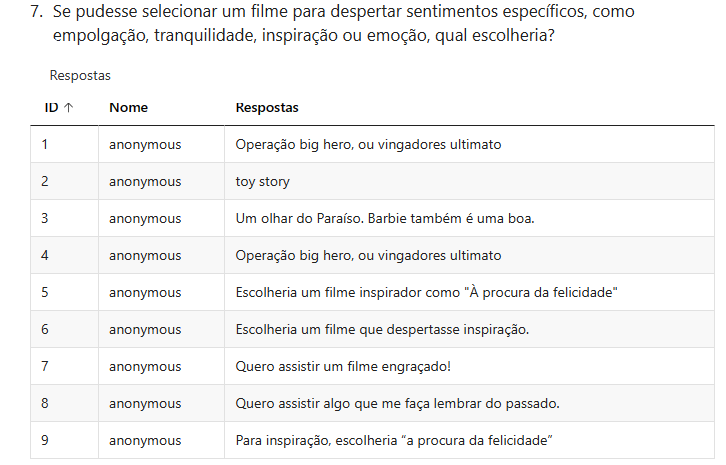 7. Se pudesse selecionar um filme para despertar sentimentos específicos, como
empolgação, tranquilidade, inspiração ou emoção, qual escolheria?
Respostas
ID ↑ Nome Respostas
1 anonymous Operação big hero, ou vingadores ultimato
2 anonymous toy story
3 anonymous Um olhar do Paraíso. Barbie também é uma boa.
4 anonymous Operação big hero, ou vingadores ultimato
5 anonymous Escolheria um filme inspirador como "À procura da felicidade"
6 anonymous Escolheria um filme que despertasse inspiração.
7 anonymous Quero assistir um filme engraçado!
8 anonymous Quero assistir algo que me faça lembrar do passado.
9 anonymous Para inspiração, escolheria “a procura da felicidade”